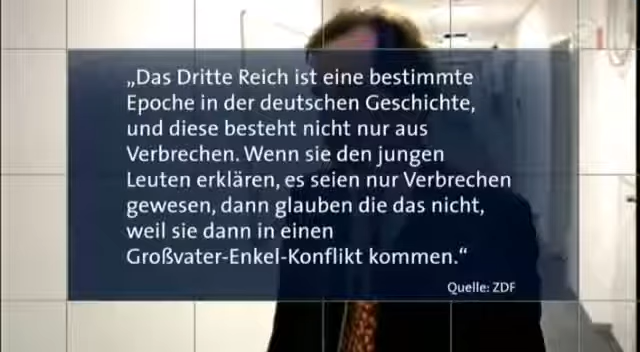 „Das Dritte Reich ist eine bestimmte
Epoche in der deutschen Geschichte,
und diese besteht nicht nur aus
Verbrechen. Wenn sie den jungen
Leuten erklären, es seien nur Verbrechen
gewesen, dann glauben die das nicht,
weil sie dann in einen
Großvater-Enkel-Konflikt kommen.“
Quelle: ZDF